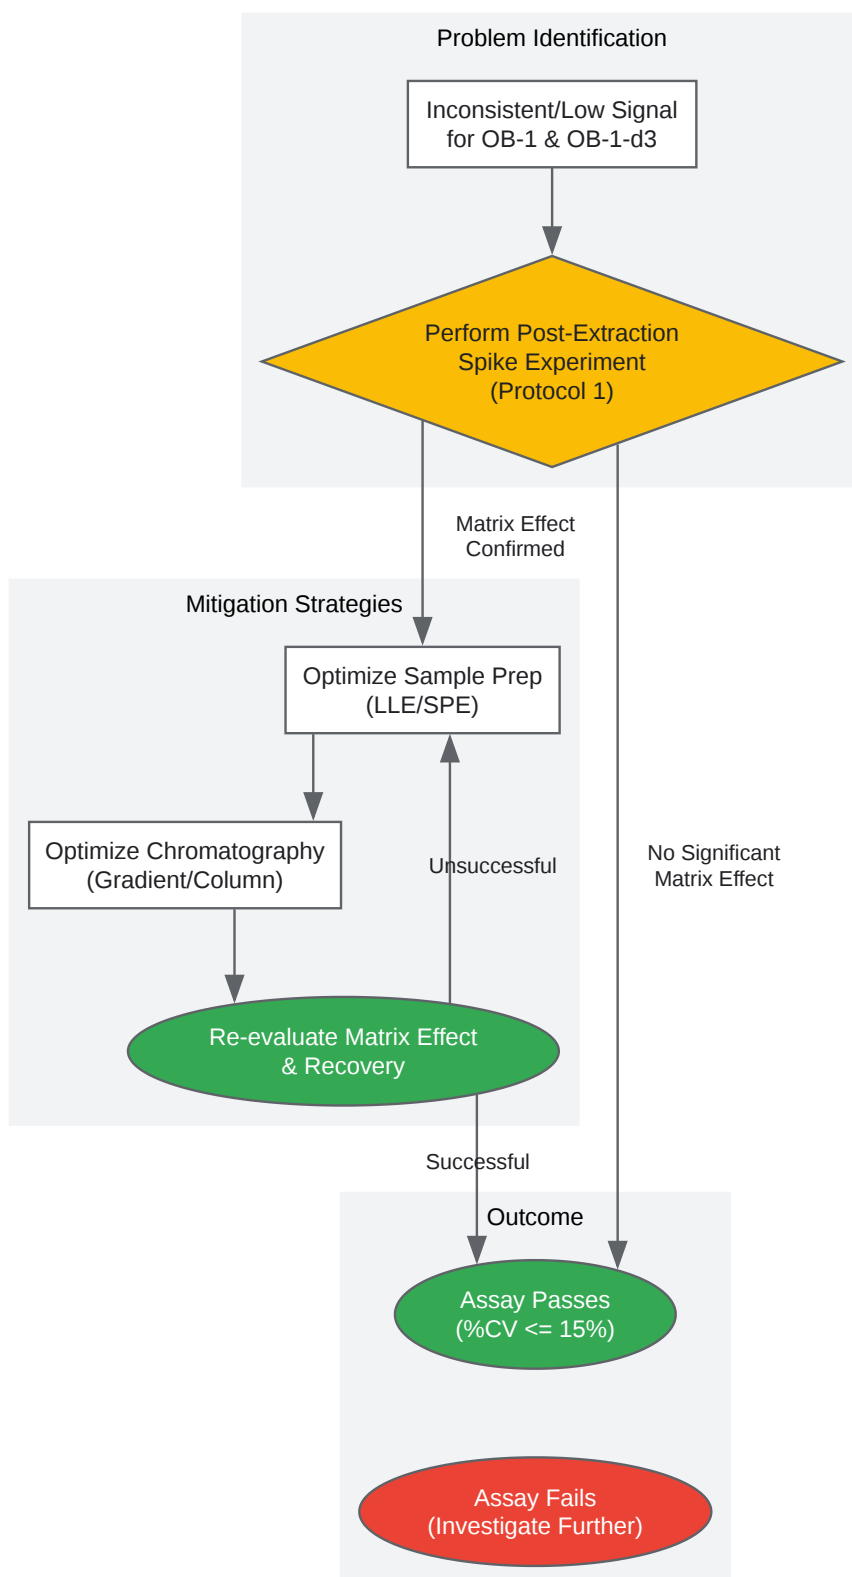 Problem Identification
Inconsistent/Low Signal
for OB-1 & OB-1-d3
Perform Post-Extraction
Spike Experiment
(Protocol 1)
Matrix Effect
Confirmed
Mitigation Strategies
Optimize Sample Prep
(LLE/SPE)
Optimize Chromatography
(Gradient/Column)
Unsuccessful
No Significant
Matrix Effect
Re-evaluate Matrix Effect
& Recovery
Successful
Outcome
Assay Passes
(%CV <= 15%)
Assay Fails
(Investigate Further)